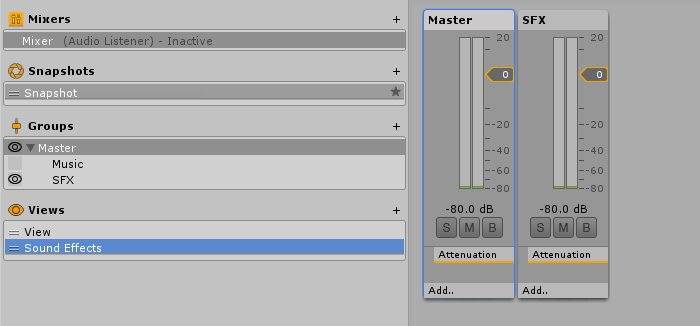 Mixers +
Mixer (Audio Listener) - Inactive
Snapshots +
Snapshot
Groups +
Master
Music
SFX
Views +
View
Sound Effects
Master
20
0
-20
-40
-60
-80
-80.0 dB
S M B
Attenuation
Add..
SFX
20
0
-20
-40
-60
-80
-80.0 dB
S M B
Attenuation
Add..